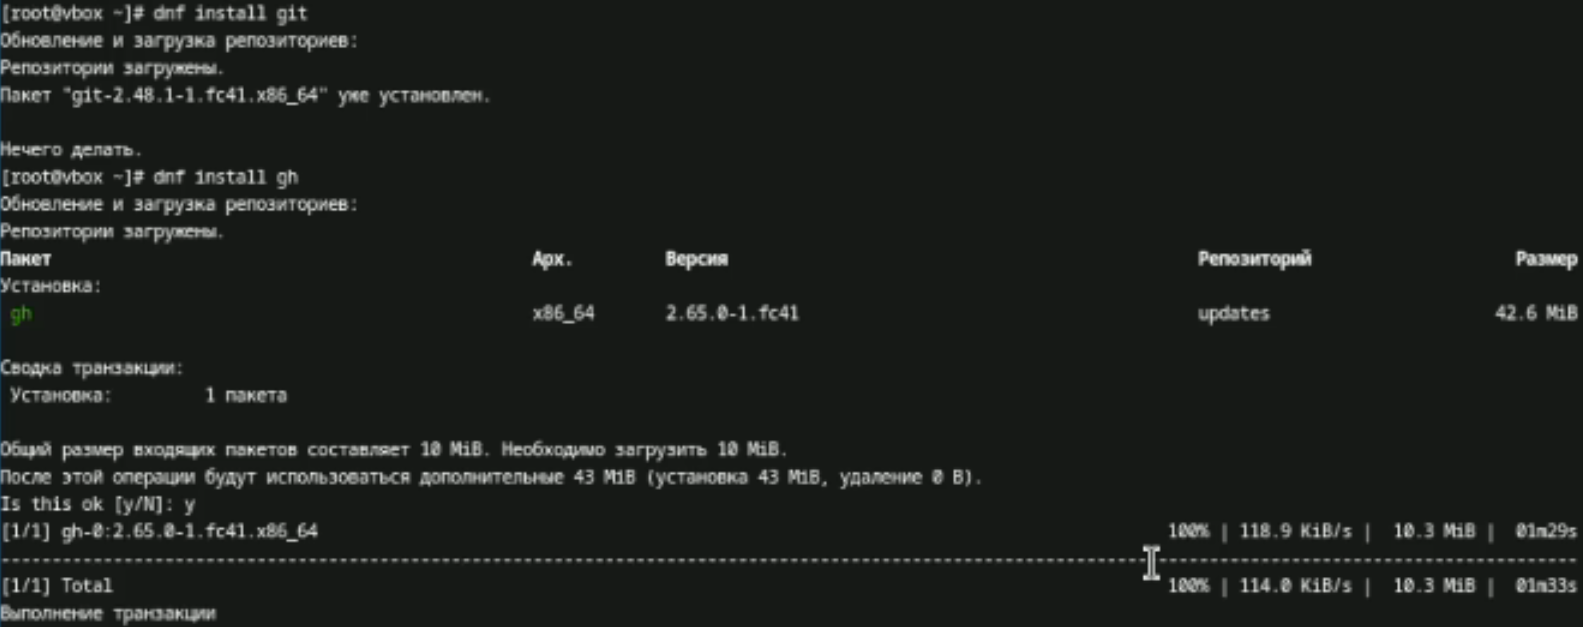 [root@vbox ~]# dnf install git
Обновление и загрузка репозиториев:
Репозитории загружены.
Пакет "git-2.48.1-1.fc41.x86_64" уже установлен.
Нечего делать.
[root@vbox ~]# dnf install gh
Обновление и загрузка репозиториев:
Репозитории загружены.
Пакет Арх. Версия Репозиторий Размер
Установка:
gh x86_64 2.65.0-1.fc41 updates 42.6 MiB
Сводка транзакции:
Установка: 1 пакета
Общий размер входящих пакетов составляет 10 MiB. Необходимо загрузить 10 MiB.
После этой операции будут использоваться дополнительные 43 MiB (установка 43 MiB, удаление 0 B).
Is this ok [y/N]: y
[1/1] gh-0:2.65.0-1.fc41.x86_64 100% | 118.9 KiB/s | 10.3 MiB | 01m29s
--------------------------------------------------------------------------------
[1/1] Total 100% | 114.0 KiB/s | 10.3 MiB | 01m33s
Выполнение транзакции